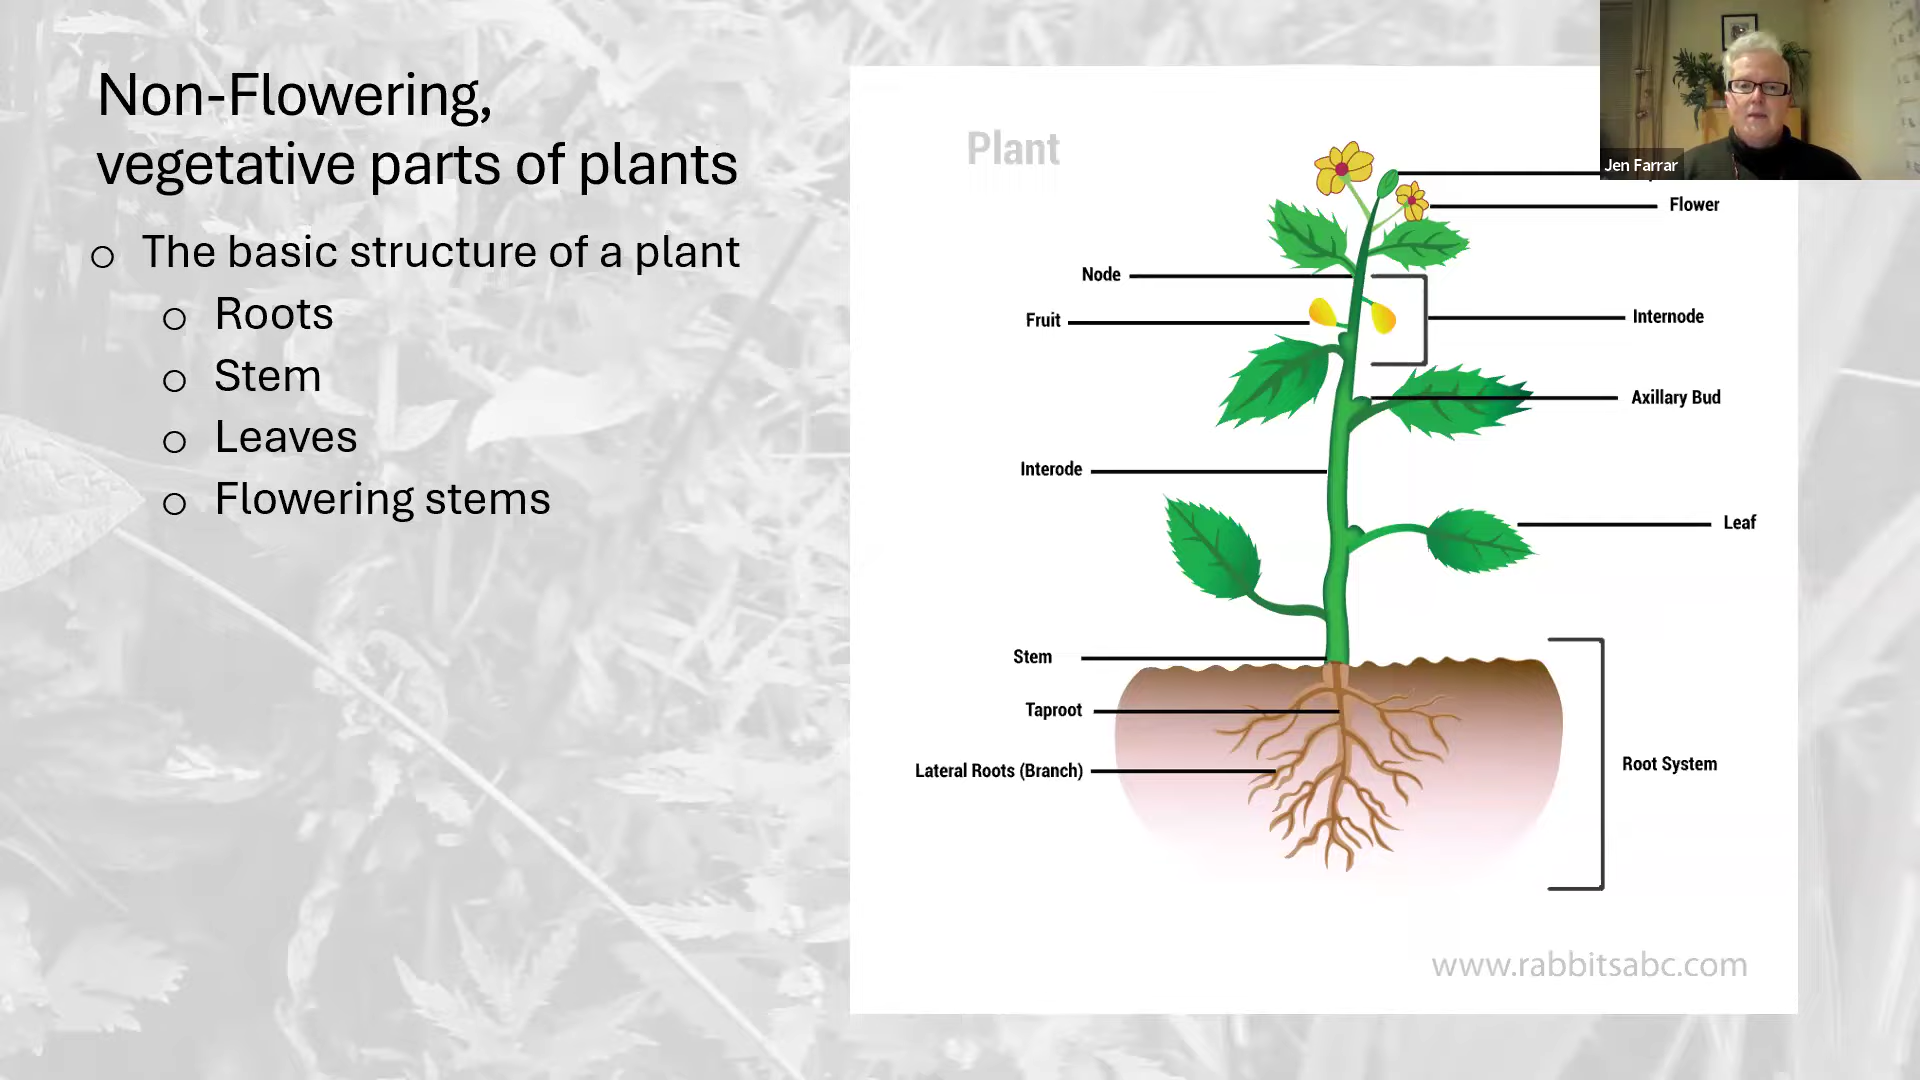 Non-Flowering,
vegetative parts of plants
The basic structure of a plant
Roots
Stem
Leaves
Flowering stems
Plant
Jen Farrar
Flower
Node
Internode
Fruit
Axillary Bud
Interode
Leaf
Stem
Taproot
Lateral Roots (Branch)
Root System
www.rabbitsabc.com